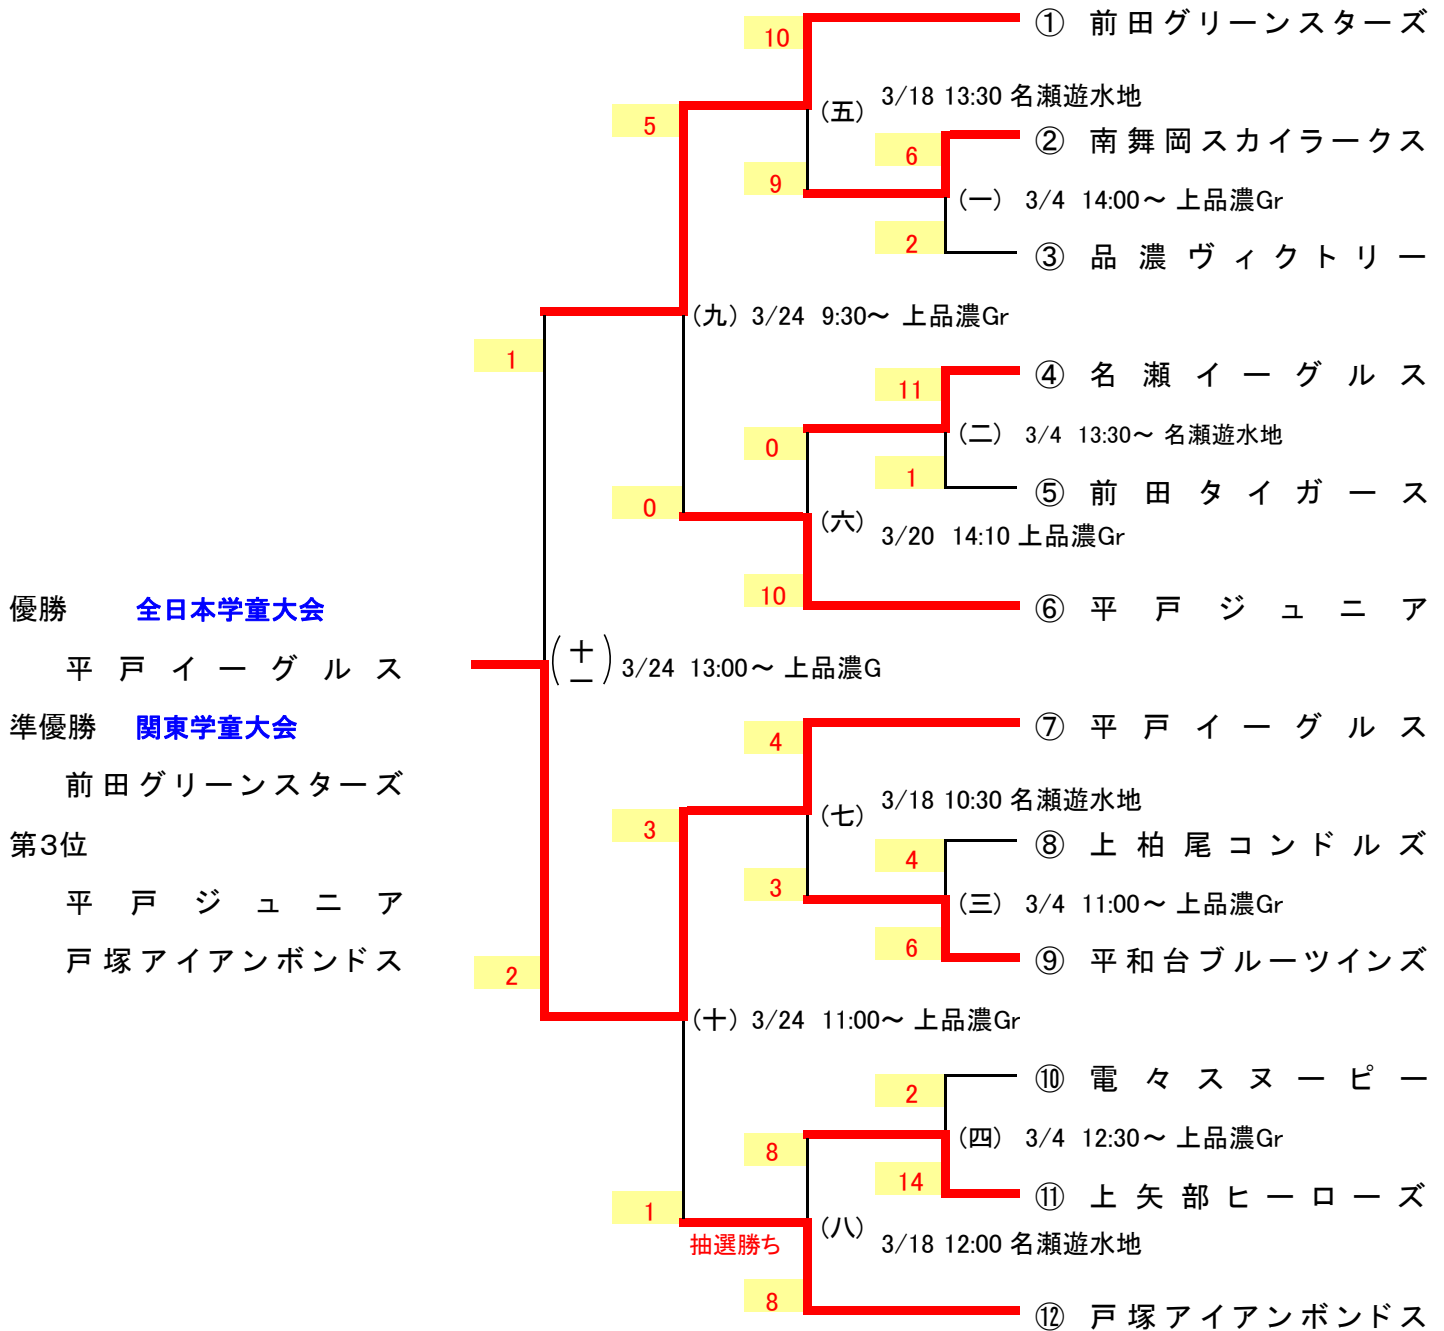 ① 前田グリーンスターズ
10
3/18 13:30 名瀬遊水地
(五)
5
② 南舞岡スカイラークス
6
9
(一) 3/4 14:00～ 上品濃Gr
2
③ 品濃ヴィクトリー
(九) 3/24 9:30～ 上品濃Gr
1
④ 名瀬イーグルス
11
0
(二) 3/4 13:30～ 名瀬遊水地
1
⑤ 前田タイガース
0
(六)
3/20 14:10 上品濃Gr
10
⑥ 平戸ジュニア
優勝 全日本学童大会
平戸イーグルス
(十一) 3/24 13:00～ 上品濃G
準優勝 関東学童大会
⑦ 平戸イーグルス
4
前田グリーンスターズ
3/18 10:30 名瀬遊水地
(七)
3
第3位
⑧ 上柏尾コンドルズ
4
3
平戸ジュニア
(三) 3/4 11:00～ 上品濃Gr
6
戸塚アイアンボンドス
⑨ 平和台ブルーツインズ
2
(十) 3/24 11:00～ 上品濃Gr
⑩ 電々スヌーピー
2
8
(四) 3/4 12:30～ 上品濃Gr
14
⑪ 上矢部ヒーローズ
1
(八)
抽選勝ち
3/18 12:00 名瀬遊水地
8
⑫ 戸塚アイアンボンドス